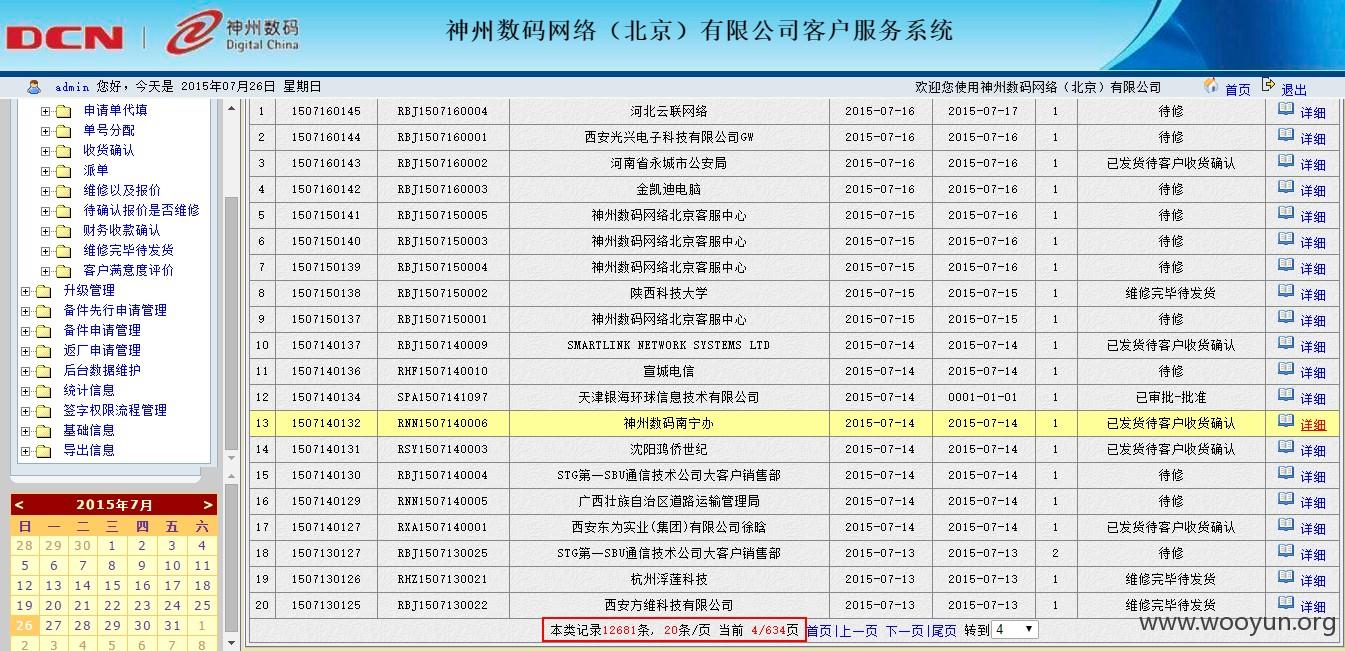 DCN 神州数码 Digital China 神州数码网络（北京）有限公司客户服务系统
admin 您好，今天是 2015年07月26日 星期日 欢迎您使用神州数码网络（北京）有限公司 首页 退出
申请单代填
单号分配
收货确认
派单
维修以及报价
待确认报价是否维修
财务收款确认
维修完毕待发货
客户满意度评价
升级管理
备件先行申请管理
备件申请管理
返厂申请管理
后台数据维护
统计信息
签字权限流程管理
基础信息
导出信息
< 2015年7月 >
日 一 二 三 四 五 六
28 29 30 1 2 3 4
5 6 7 8 9 10 11
12 13 14 15 16 17 18
19 20 21 22 23 24 25
26 27 28 29 30 31 1
2 3 4 5 6 7 8
1 1507160145 RBJ1507160004 河北云联网络 2015-07-16 2015-07-17 1 待修 详细
2 1507160144 RBJ1507160001 西安光兴电子科技有限公司GW 2015-07-16 2015-07-16 1 待修 详细
3 1507160143 RBJ1507160002 河南省永城市公安局 2015-07-16 2015-07-16 1 已发货待客户收货确认 详细
4 1507160142 RBJ1507160003 金凯迪电脑 2015-07-16 2015-07-16 1 待修 详细
5 1507150141 RBJ1507150005 神州数码网络北京客服中心 2015-07-15 2015-07-16 1 待修 详细
6 1507150140 RBJ1507150003 神州数码网络北京客服中心 2015-07-15 2015-07-16 1 待修 详细
7 1507150139 RBJ1507150004 神州数码网络北京客服中心 2015-07-15 2015-07-16 1 待修 详细
8 1507150138 RBJ1507150002 陕西科技大学 2015-07-15 2015-07-15 1 维修完毕待发货 详细
9 1507150137 RBJ1507150001 神州数码网络北京客服中心 2015-07-15 2015-07-15 1 待修 详细
10 1507140137 RBJ1507140009 SMARTLINK NETWORK SYSTEMS LTD 2015-07-14 2015-07-14 1 已发货待客户收货确认 详细
11 1507140136 RHF1507140010 宣城电信 2015-07-14 2015-07-14 1 待修 详细
12 1507140134 SPA1507141097 天津银海环球信息技术有限公司 2015-07-14 0001-01-01 1 已审批-批准 详细
13 1507140132 RNN1507140006 神州数码南宁办 2015-07-14 2015-07-14 1 已发货待客户收货确认 详细
14 1507140131 RSY1507140003 沈阳鸿侨世纪 2015-07-14 2015-07-14 1 已发货待客户收货确认 详细
15 1507140130 RBJ1507140004 STG第一SBU通信技术公司大客户销售部 2015-07-14 2015-07-14 1 待修 详细
16 1507140129 RNN1507140005 广西壮族自治区道路运输管理局 2015-07-14 2015-07-14 1 待修 详细
17 1507140127 RXA1507140001 西安东为实业(集团)有限公司徐晗 2015-07-14 2015-07-14 1 已发货待客户收货确认 详细
18 1507130127 RBJ1507130025 STG第一SBU通信技术公司大客户销售部 2015-07-13 2015-07-13 2 待修 详细
19 1507130126 RHZ1507130021 杭州浮莲科技 2015-07-13 2015-07-13 1 维修完毕待发货 详细
20 1507130125 RBJ1507130022 西安方维科技有限公司 2015-07-13 2015-07-13 1 维修完毕待发货 详细
本类记录12681条, 20条/页 当前 4/634页 首页|上一页 下一页|尾页 转到 4
www.wooyun.org